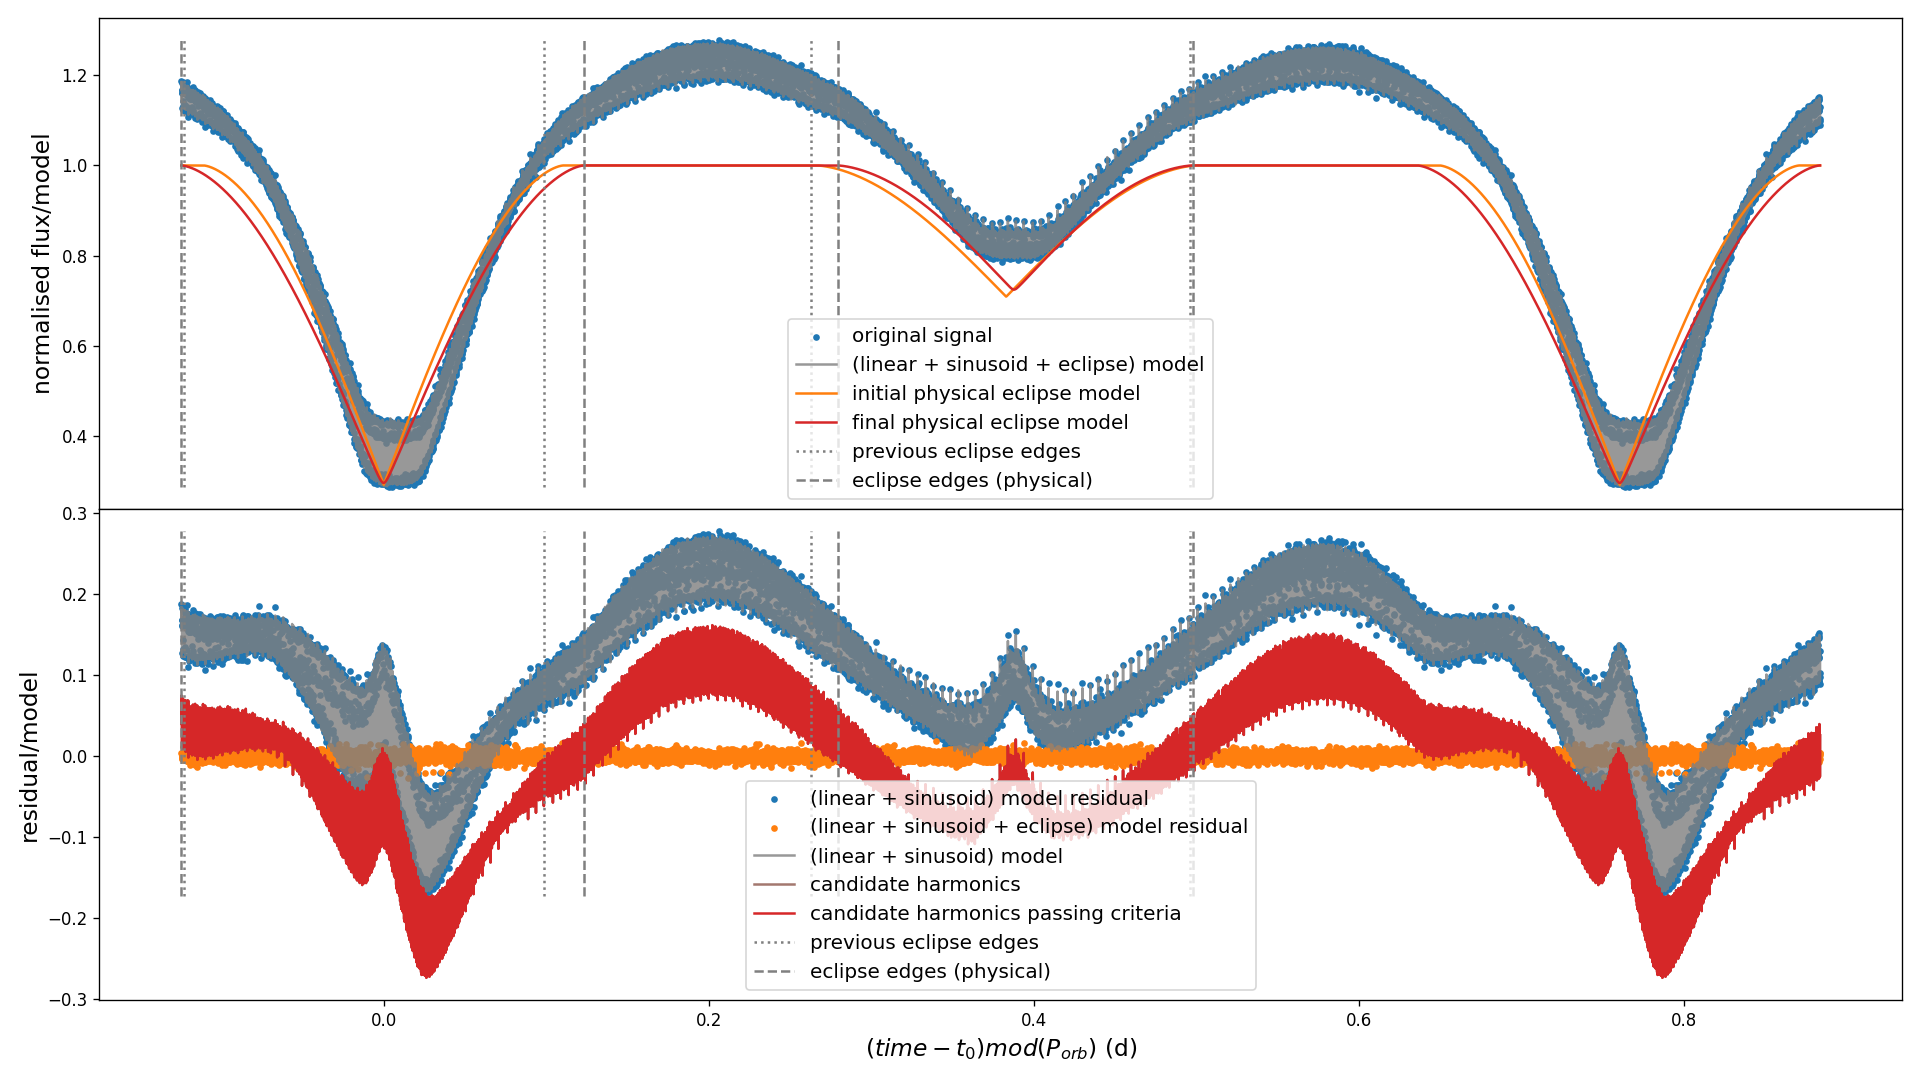 normalised flux/model
1.2
1.0
0.8
0.6
0.4
original signal
(linear + sinusoid + eclipse) model
initial physical eclipse model
final physical eclipse model
previous eclipse edges
eclipse edges (physical)
residual/model
0.3
0.2
0.1
0.0
−0.1
−0.2
−0.3
(linear + sinusoid) model residual
(linear + sinusoid + eclipse) model residual
(linear + sinusoid) model
candidate harmonics
candidate harmonics passing criteria
previous eclipse edges
eclipse edges (physical)
0.0 0.2 0.4 0.6 0.8
(time − t₀)mod(P_orb) (d)